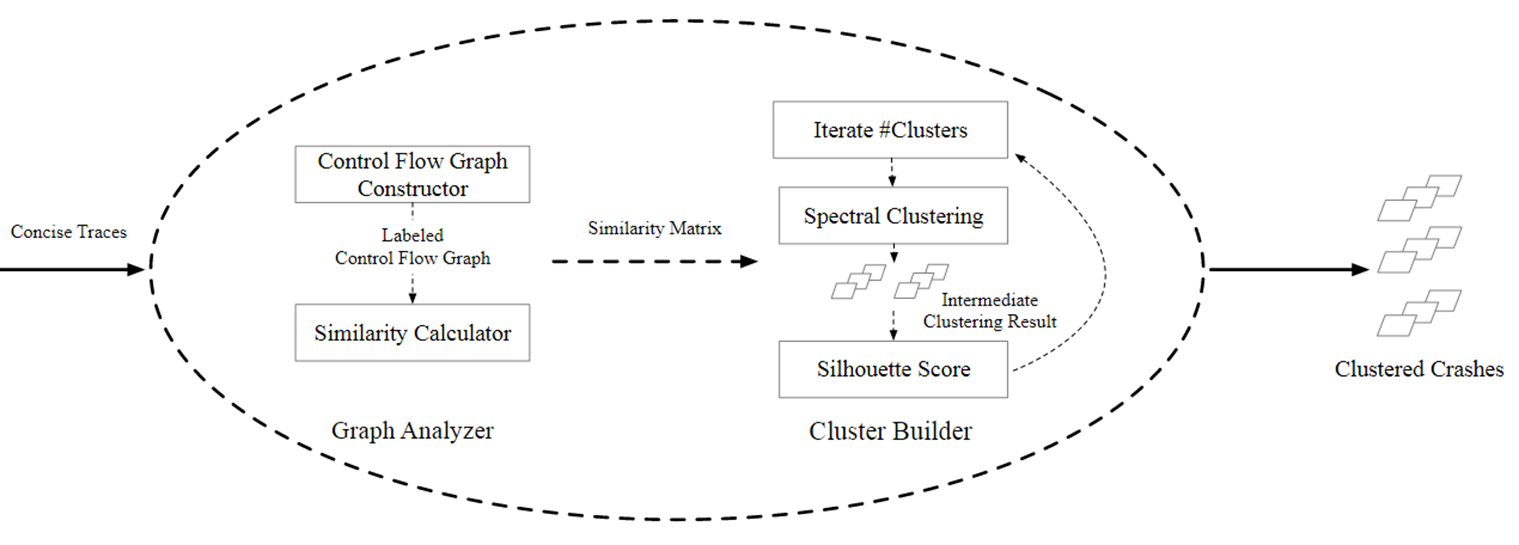 Concise Traces
Control Flow Graph
Constructor
Labeled
Control Flow Graph
Similarity Calculator
Graph Analyzer
Similarity Matrix
Iterate #Clusters
Spectral Clustering
Intermediate
Clustering Result
Silhouette Score
Cluster Builder
Clustered Crashes